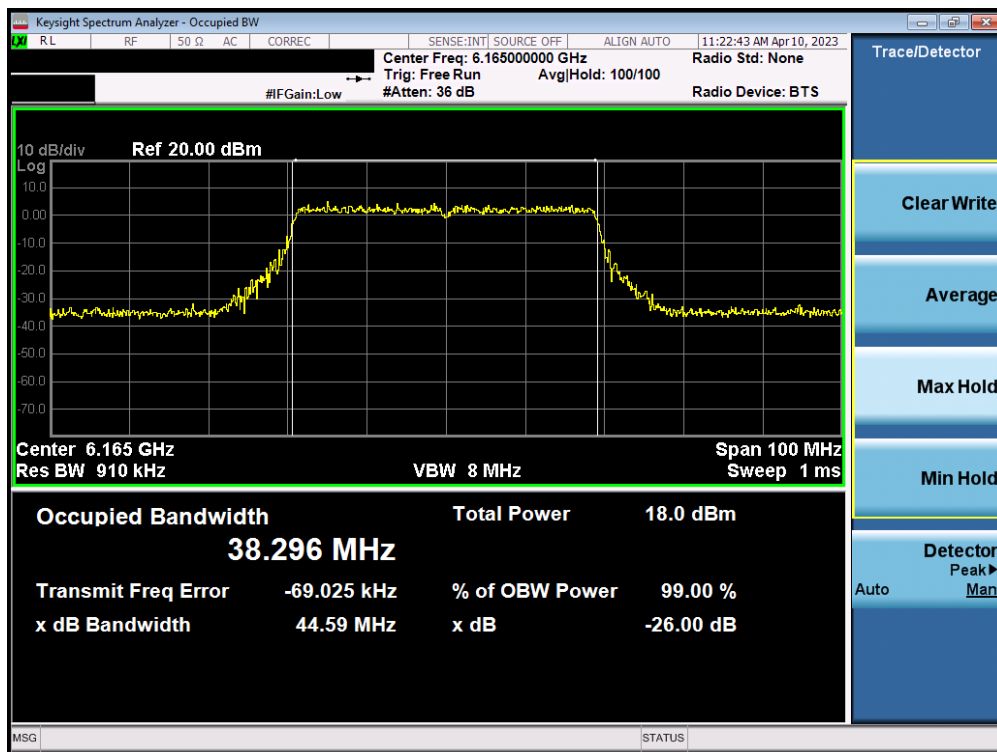 Keysight Spectrum Analyzer - Occupied BW
LXI RL RF 50 Ω AC CORREC SENSE:INT SOURCE OFF ALIGN AUTO 11:22:43 AM Apr 10, 2023
Center Freq: 6.165000000 GHz Radio Std: None
Trig: Free Run Avg|Hold: 100/100
#IFGain:Low #Atten: 36 dB Radio Device: BTS
10 dB/div Ref 20.00 dBm
Log
10.0
0.00
-10.0
-20.0
-30.0
-40.0
-50.0
-60.0
-70.0
Center 6.165 GHz Span 100 MHz
Res BW 910 kHz VBW 8 MHz Sweep 1 ms
Occupied Bandwidth Total Power 18.0 dBm
38.296 MHz
Transmit Freq Error -69.025 kHz % of OBW Power 99.00 %
x dB Bandwidth 44.59 MHz x dB -26.00 dB
Trace/Detector
Clear Write
Average
Max Hold
Min Hold
Detector
Peak▶
Auto Man
MSG STATUS